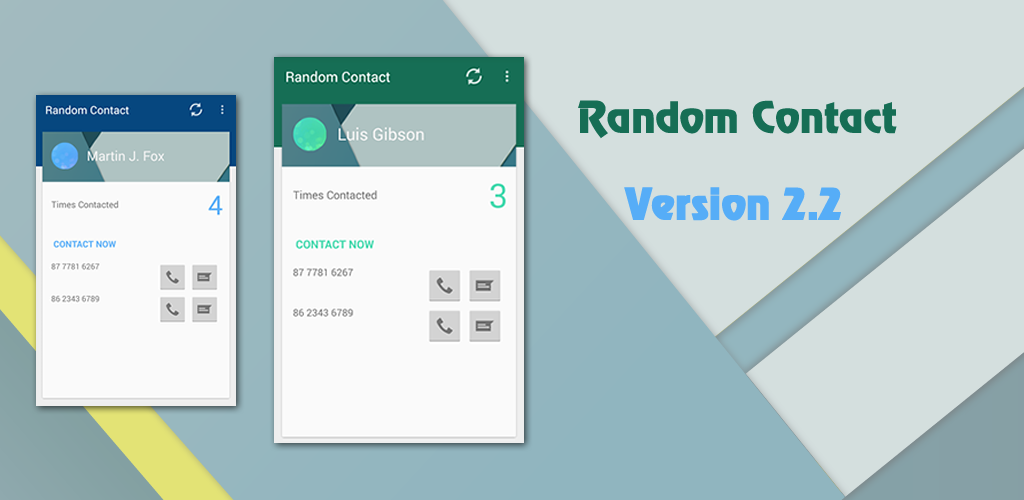 Random Contact
Martin J. Fox
Times Contacted 4
CONTACT NOW
87 7781 6267
86 2343 6789
Random Contact
Luis Gibson
Times Contacted 3
CONTACT NOW
87 7781 6267
86 2343 6789
Random Contact
Version 2.2